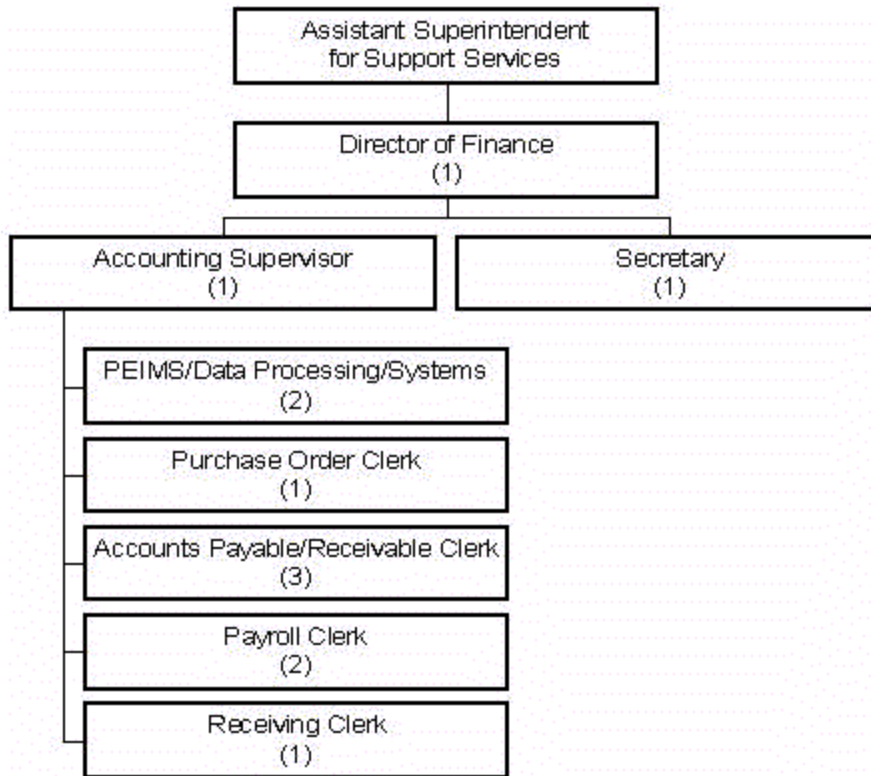 Assistant Superintendent
for Support Services
Director of Finance
(1)
Accounting Supervisor
(1)
Secretary
(1)
PEIMS/Data Processing/Systems
(2)
Purchase Order Clerk
(1)
Accounts Payable/Receivable Clerk
(3)
Payroll Clerk
(2)
Receiving Clerk
(1)